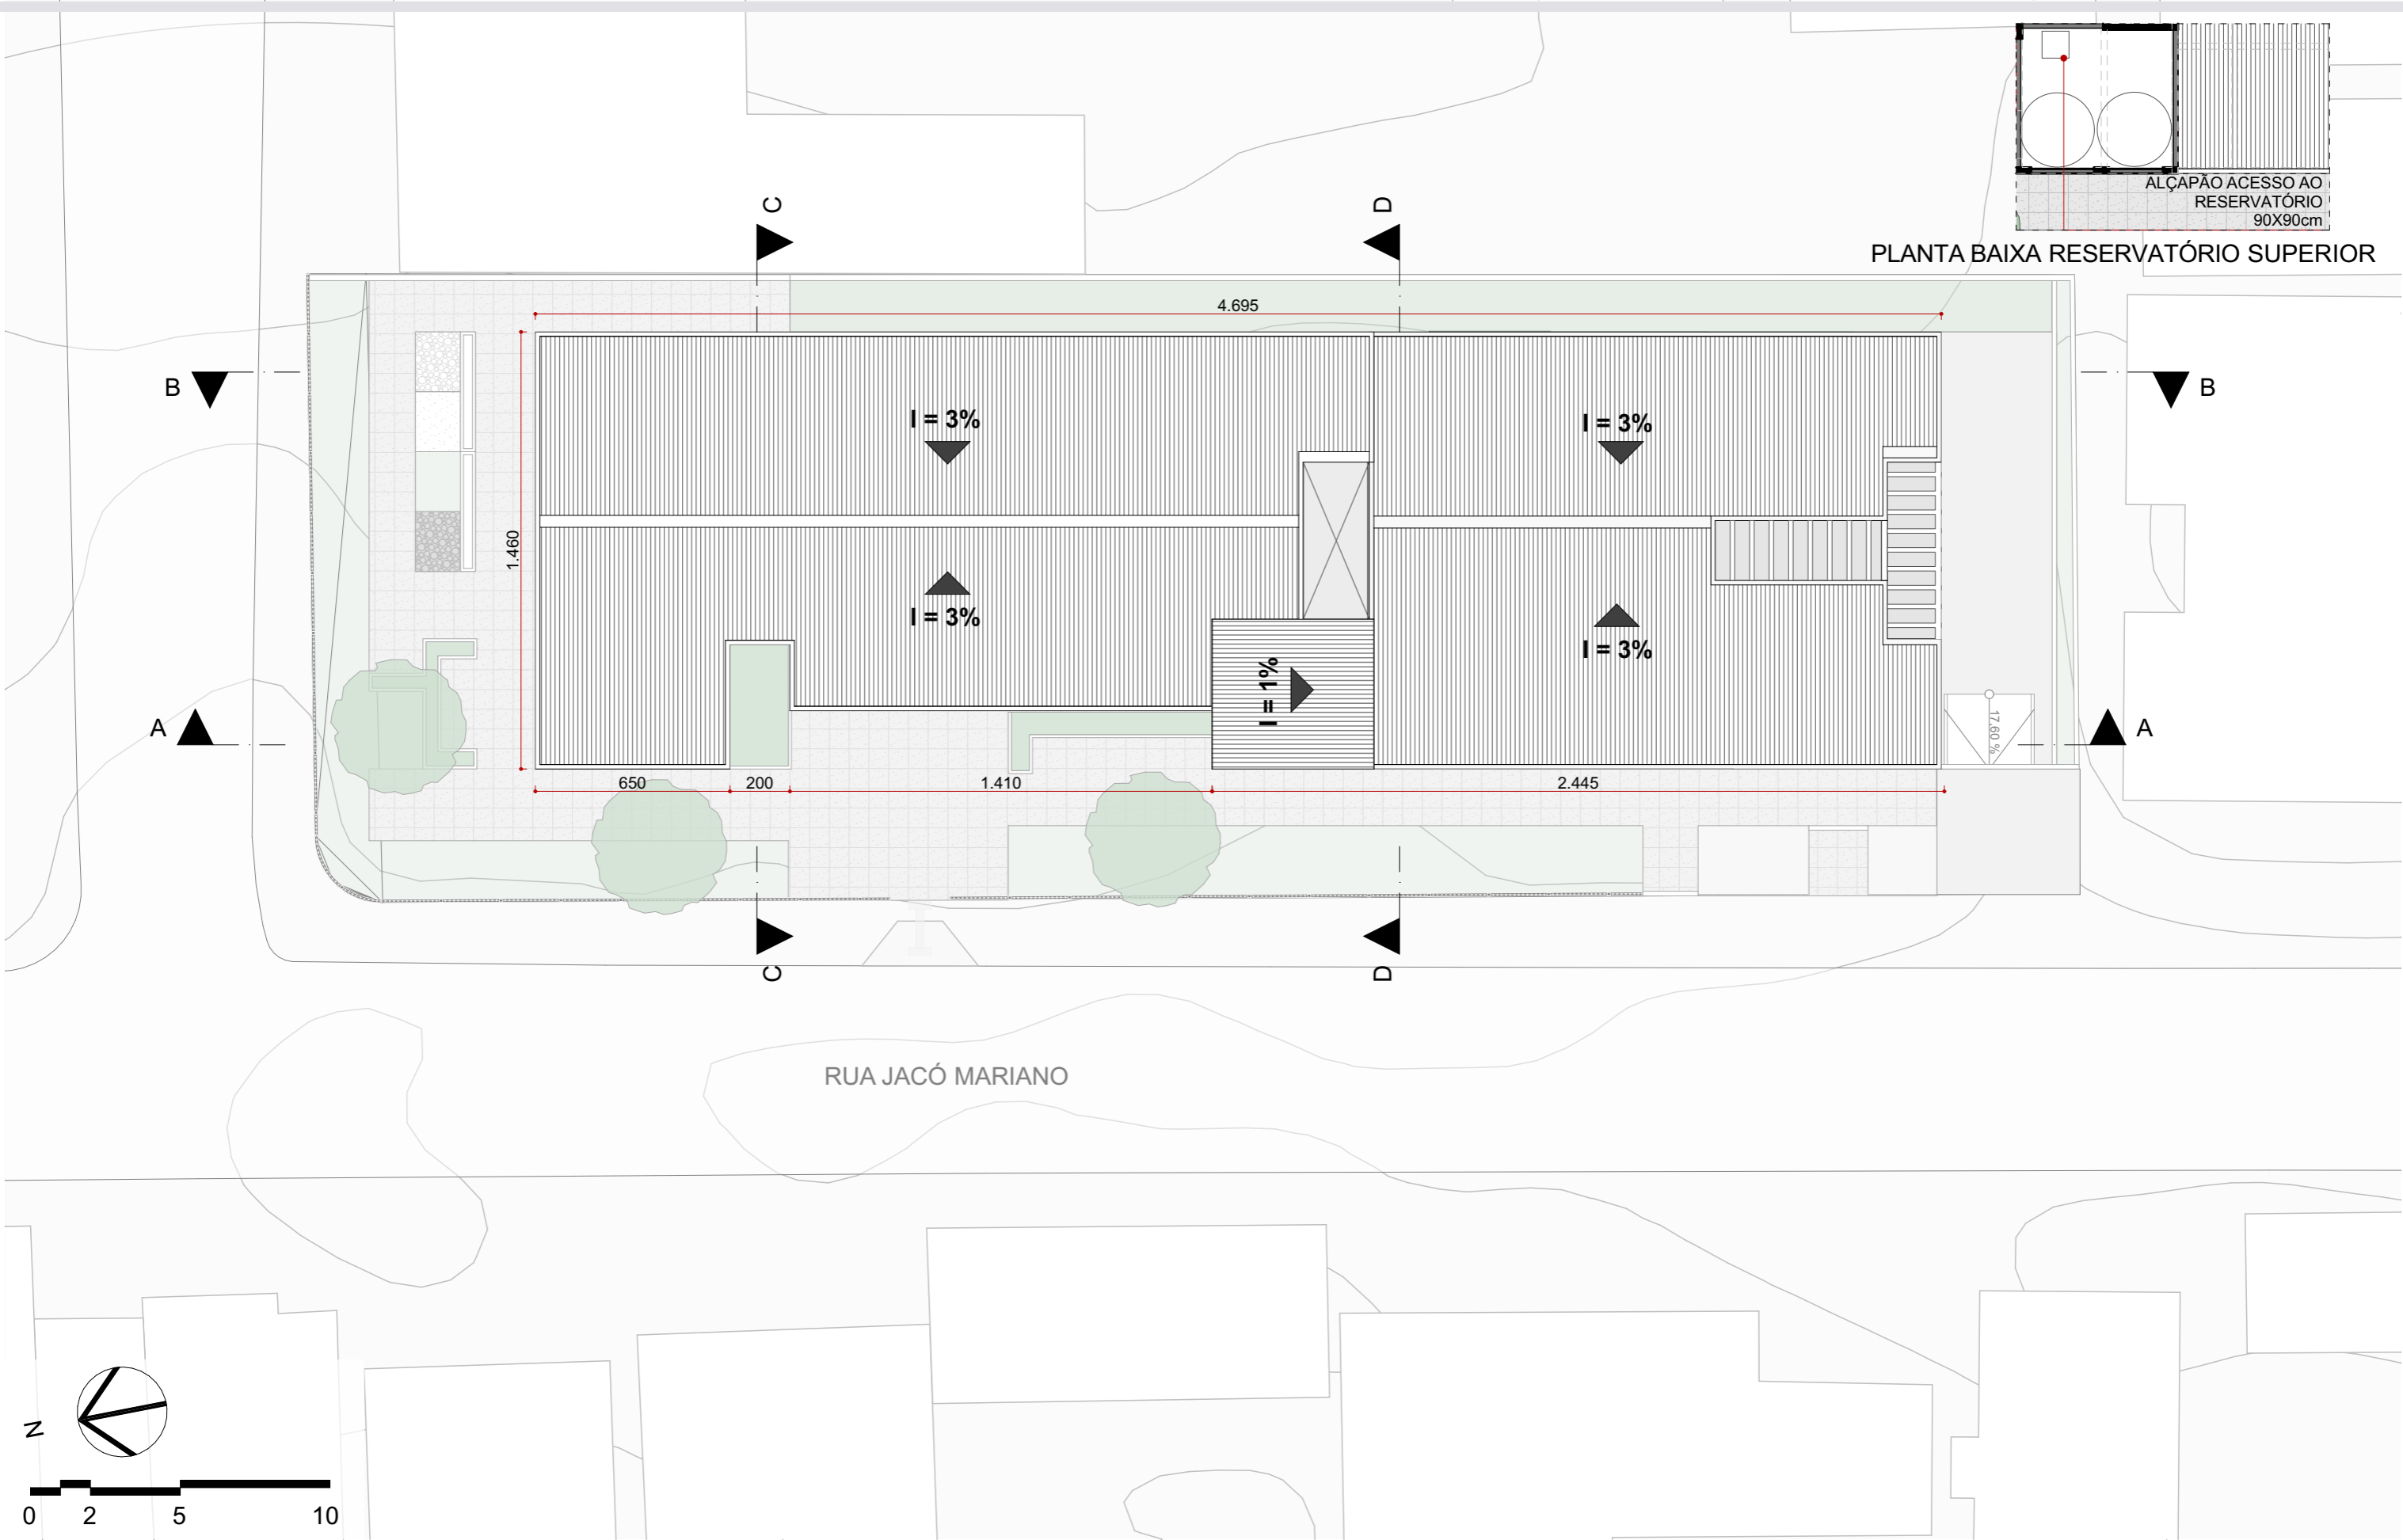 ALÇAPÃO ACESSO AO
RESERVATÓRIO
90X90cm
PLANTA BAIXA RESERVATÓRIO SUPERIOR
C
D
4.695
B
B
I = 3%
I = 3%
1.460
I = 3%
I = 3%
I = 1%
A
A
17,60 %
650
200
1.410
2.445
C
D
RUA JACÓ MARIANO
N
0
2
5
10